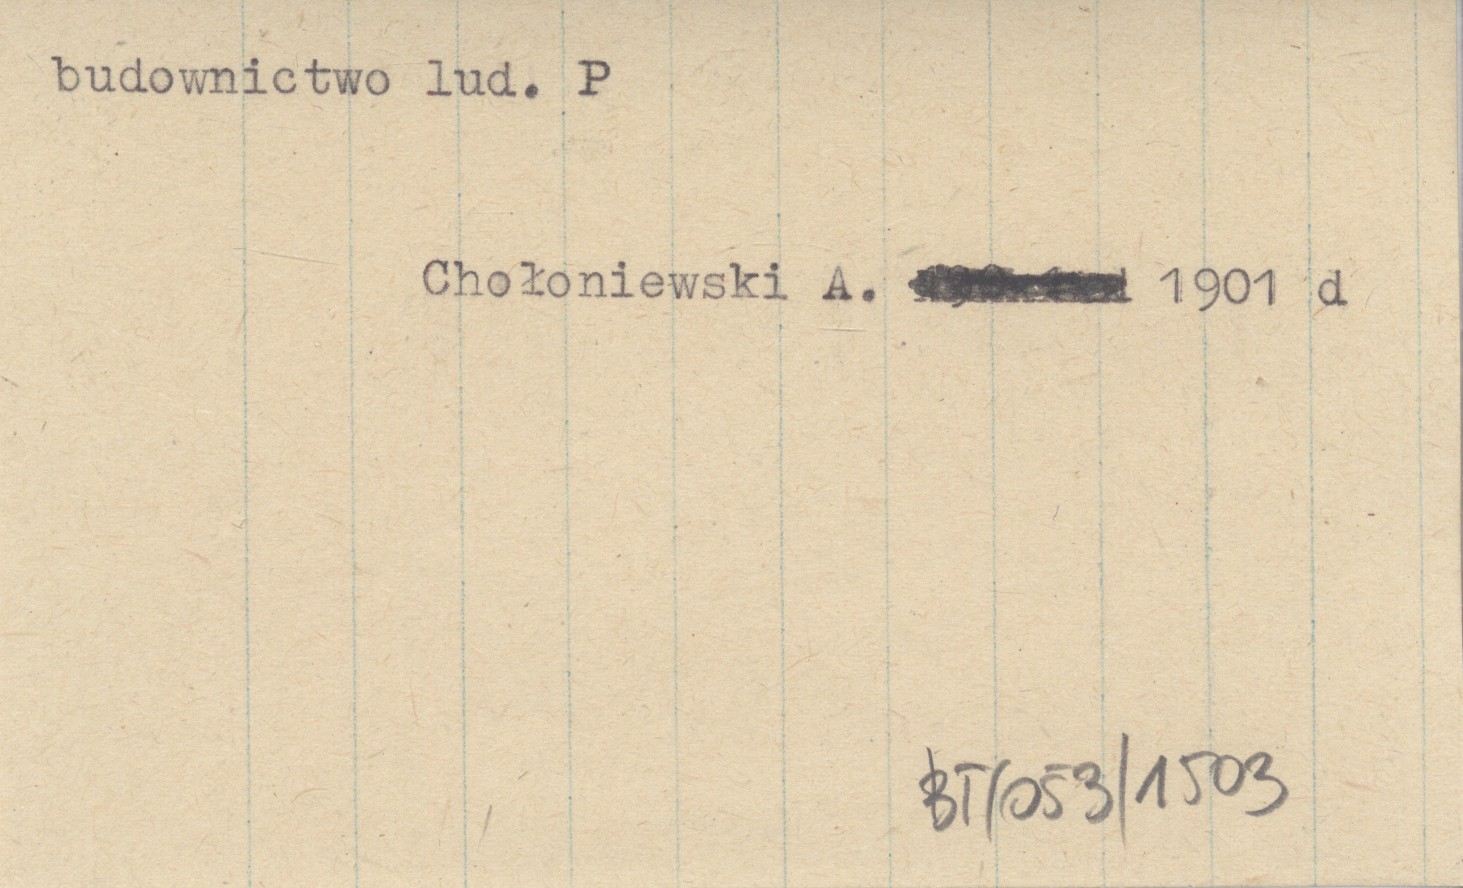 budownictwo lud. P
Chołoniewski A. 1901 d
BT/053/1503